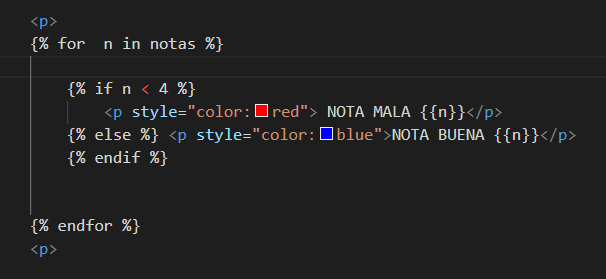 <p>
{% for  n in notas %}
{% if n < 4 %}
<p style="color:red"> NOTA MALA {{n}}</p>
{% else %} <p style="color:blue">NOTA BUENA {{n}}</p>
{% endif %}
{% endfor %}
<p>